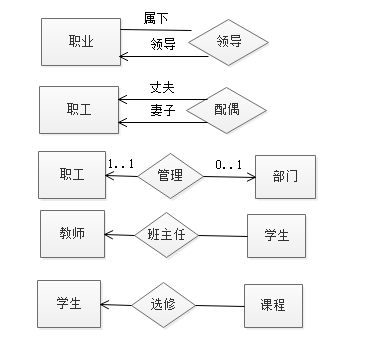 属下
职业
领导
领导
丈夫
职工
妻子
配偶
1..1
0..1
职工
管理
部门
教师
班主任
学生
学生
选修
课程